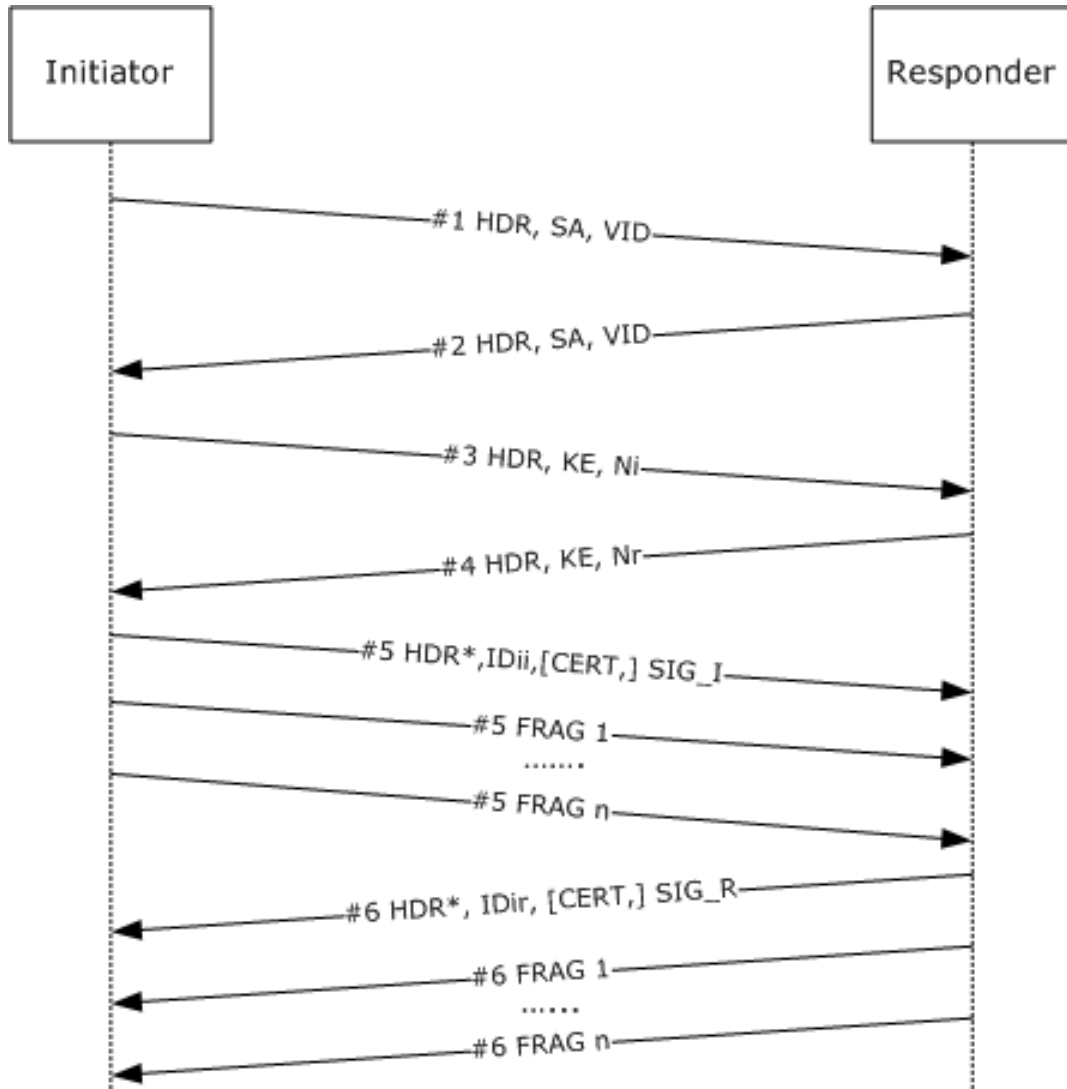 Initiator
Responder
#1 HDR, SA, VID
#2 HDR, SA, VID
#3 HDR, KE, Ni
#4 HDR, KE, Nr
#5 HDR*,IDii,[CERT,] SIG_I
#5 FRAG 1
.......
#5 FRAG n
#6 HDR*, IDir, [CERT,] SIG_R
#6 FRAG 1
......
#6 FRAG n